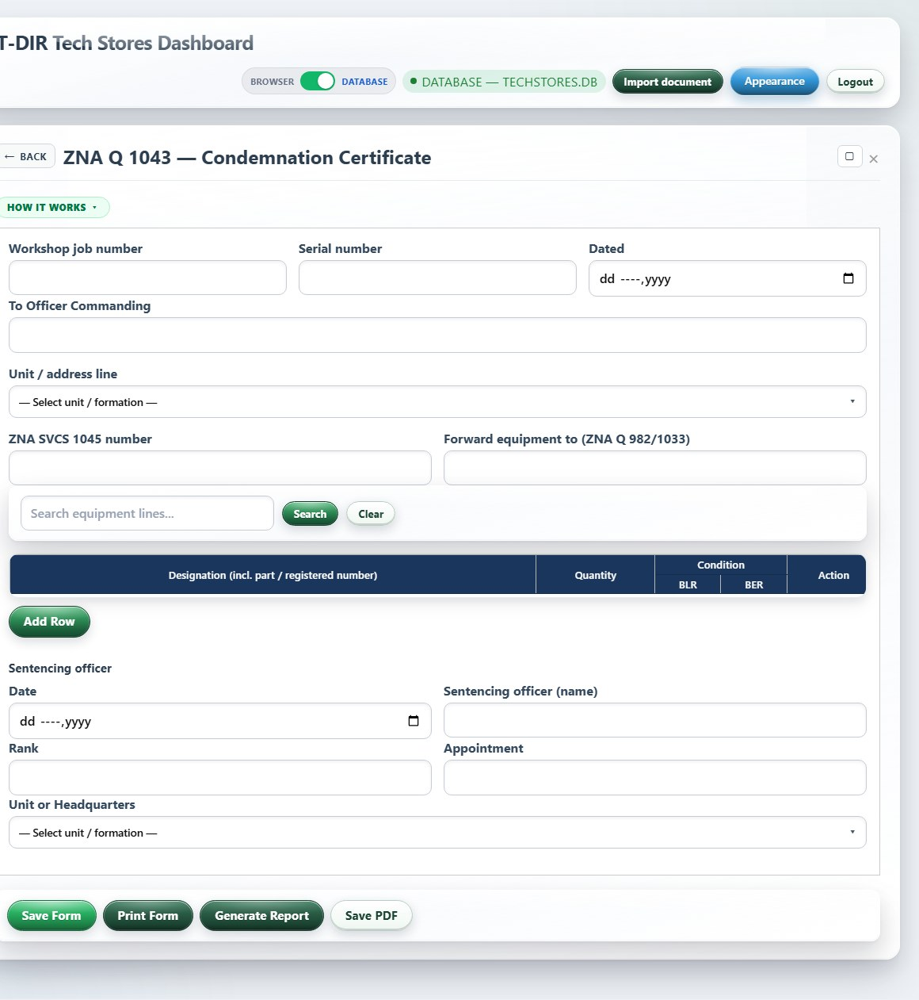 T-DIR Tech Stores Dashboard
BROWSER DATABASE DATABASE — TECHSTORES.DB Import document Appearance Logout
← BACK ZNA Q 1043 — Condemnation Certificate ×
HOW IT WORKS
Workshop job number Serial number Dated
dd ----,yyyy
To Officer Commanding
Unit / address line
— Select unit / formation —
ZNA SVCS 1045 number Forward equipment to (ZNA Q 982/1033)
Search equipment lines... Search Clear
Designation (incl. part / registered number) Quantity Condition Action
BLR BER
Add Row
Sentencing officer
Date Sentencing officer (name)
dd ----,yyyy
Rank Appointment
Unit or Headquarters
— Select unit / formation —
Save Form Print Form Generate Report Save PDF